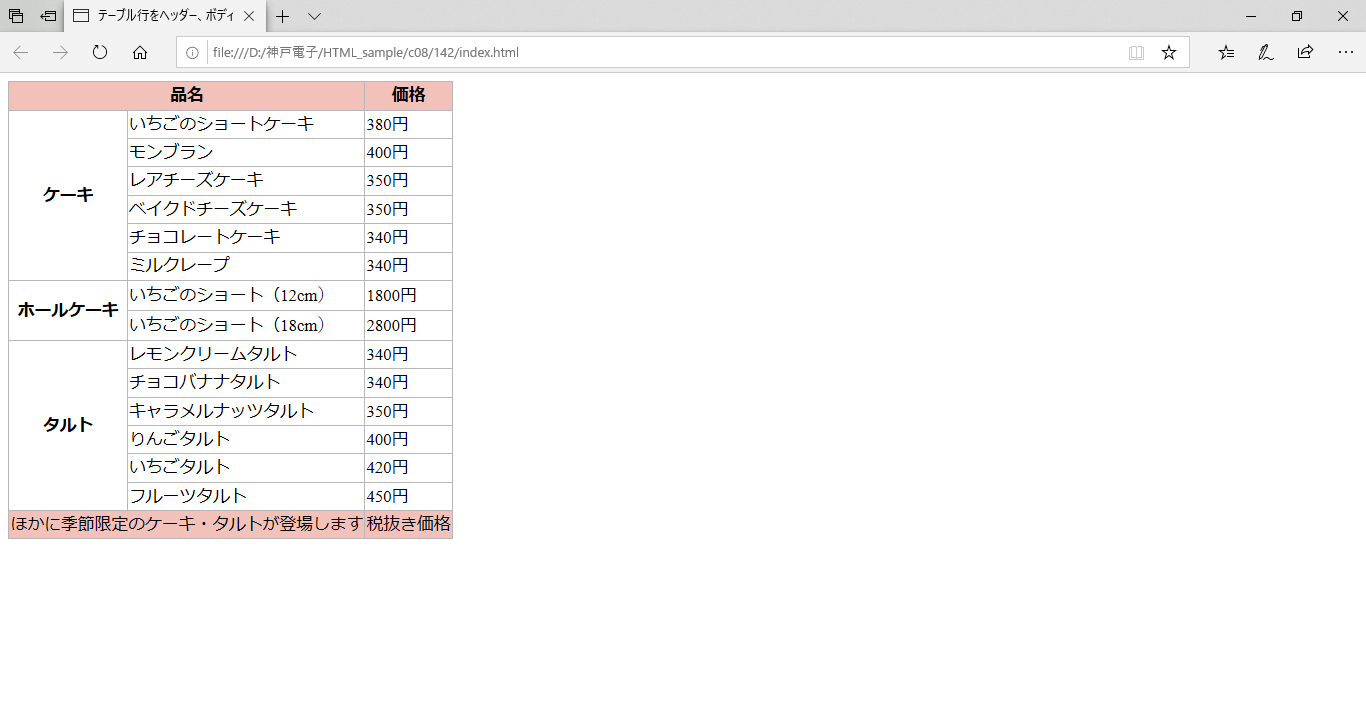 テーブル行をヘッダー、ボディ
file:///D:/神戸電子/HTML_sample/c08/142/index.html
品名 価格
ケーキ いちごのショートケーキ 380円
モンブラン 400円
レアチーズケーキ 350円
ベイクドチーズケーキ 350円
チョコレートケーキ 340円
ミルクレープ 340円
ホールケーキ いちごのショート（12cm） 1800円
いちごのショート（18cm） 2800円
タルト レモンクリームタルト 340円
チョコバナナタルト 340円
キャラメルナッツタルト 350円
りんごタルト 400円
いちごタルト 420円
フルーツタルト 450円
ほかに季節限定のケーキ・タルトが登場します 税抜き価格